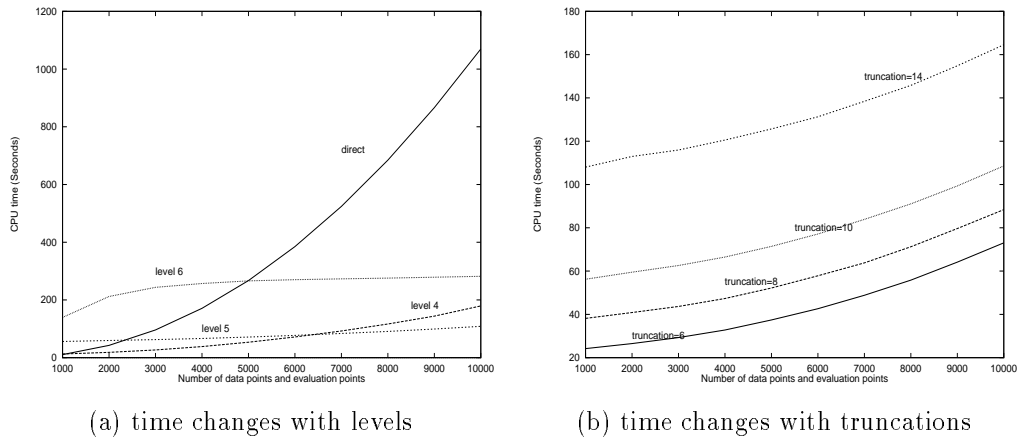 1200
1000
800
600
400
200
0
CPU time (Seconds)
direct
level 6
level 4
level 5
1000 2000 3000 4000 5000 6000 7000 8000 9000 10000
Number of data points and evaluation points
(a) time changes with levels
180
160
140
120
100
80
60
40
20
CPU time (Seconds)
truncation=14
truncation=10
truncation=8
truncation=6
1000 2000 3000 4000 5000 6000 7000 8000 9000 10000
Number of data points and evaluation points
(b) time changes with truncations